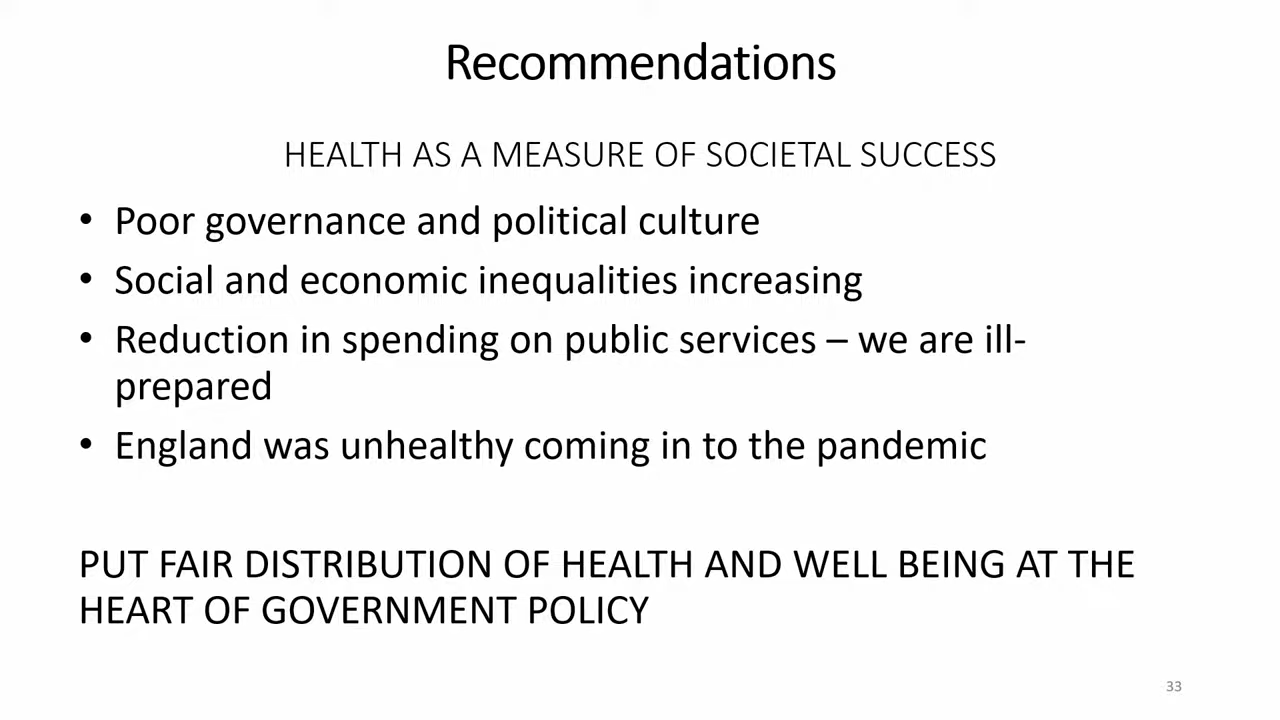 Recommendations
HEALTH AS A MEASURE OF SOCIETAL SUCCESS
• Poor governance and political culture
• Social and economic inequalities increasing
• Reduction in spending on public services – we are ill-
prepared
• England was unhealthy coming in to the pandemic
PUT FAIR DISTRIBUTION OF HEALTH AND WELL BEING AT THE
HEART OF GOVERNMENT POLICY
33